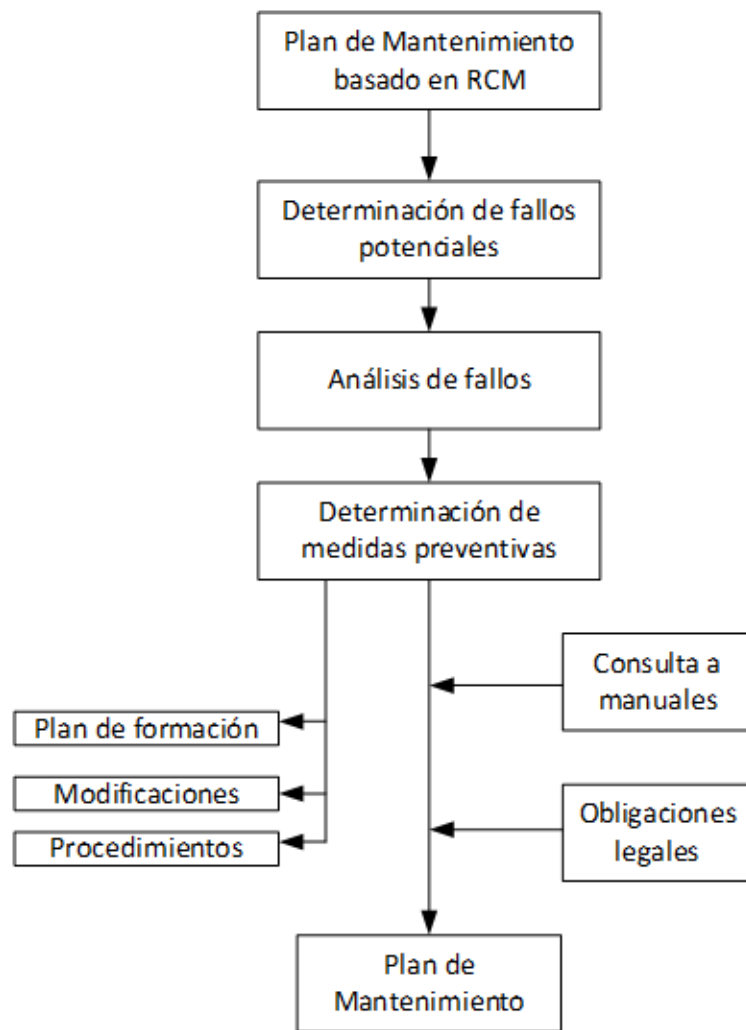 Plan de Mantenimiento
basado en RCM
Determinación de fallos
potenciales
Análisis de fallos
Determinación de
medidas preventivas
Consulta a
manuales
Plan de formación
Modificaciones
Procedimientos
Obligaciones
legales
Plan de
Mantenimiento